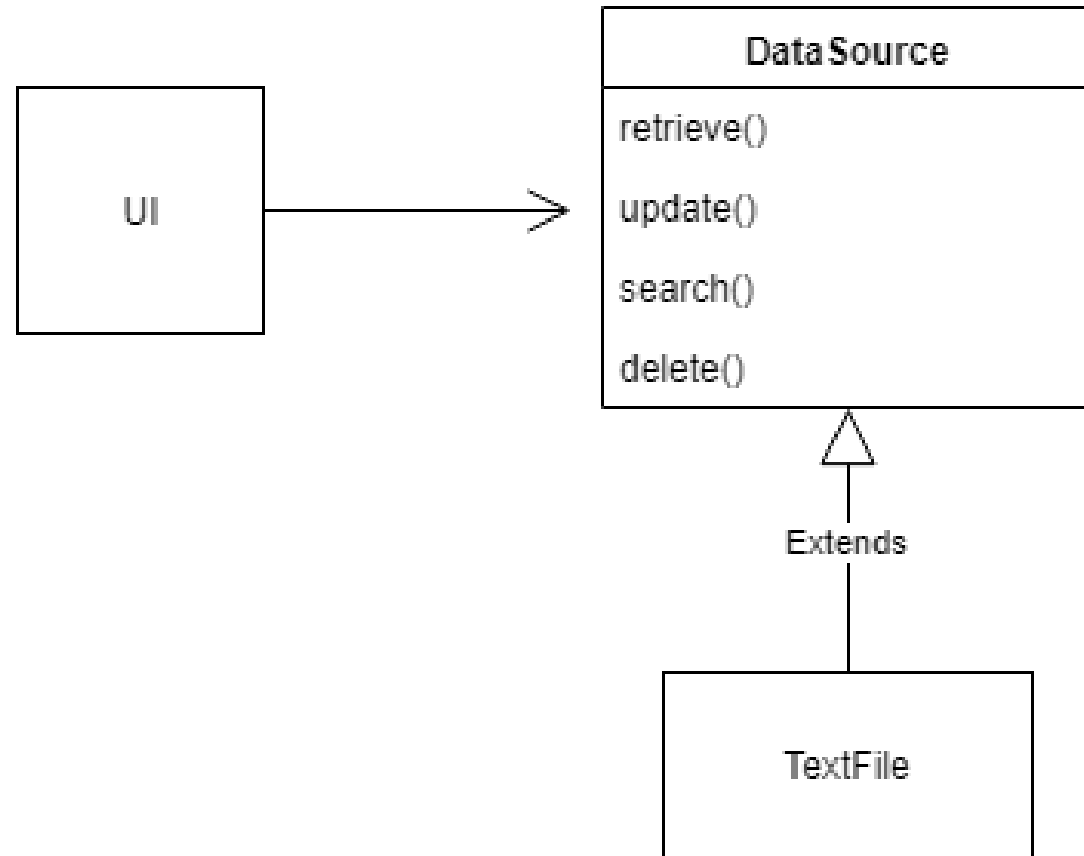 DataSource
UI
retrieve()
update()
search()
delete()
Extends
TextFile